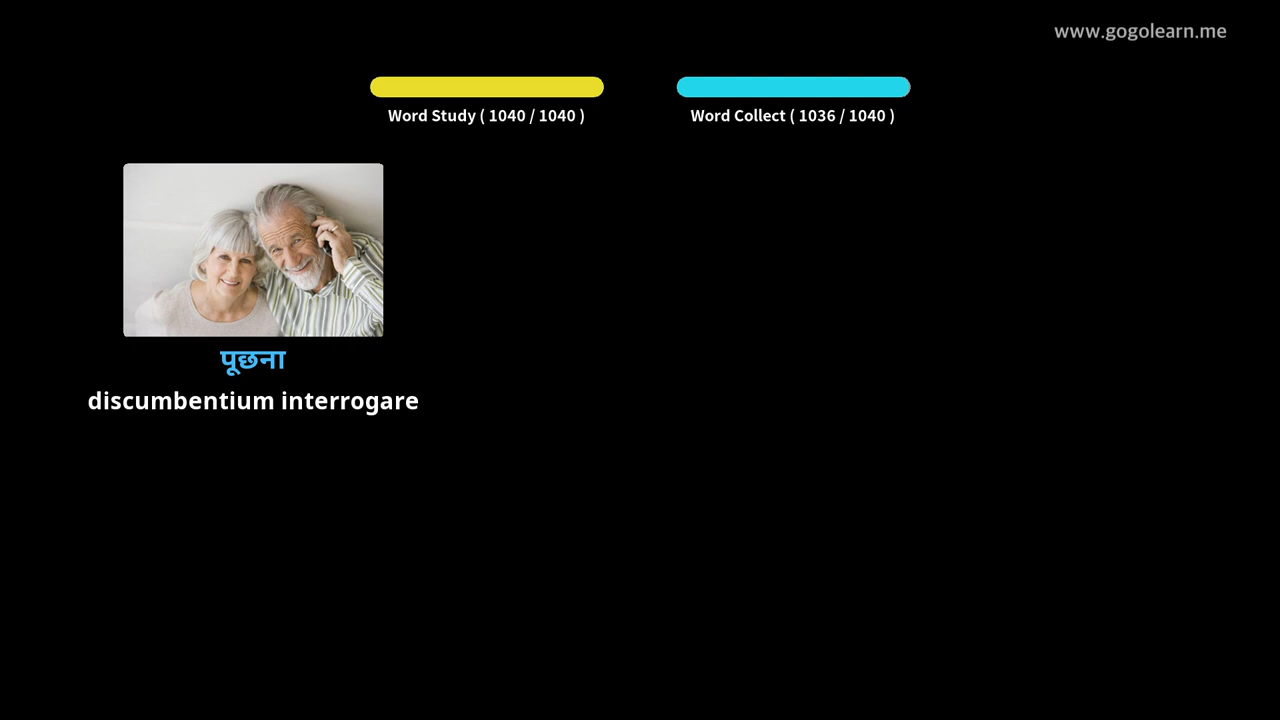 www.gogolearn.me
Word Study ( 1040 / 1040 )
Word Collect ( 1036 / 1040 )
पूछना
discumbentium interrogare